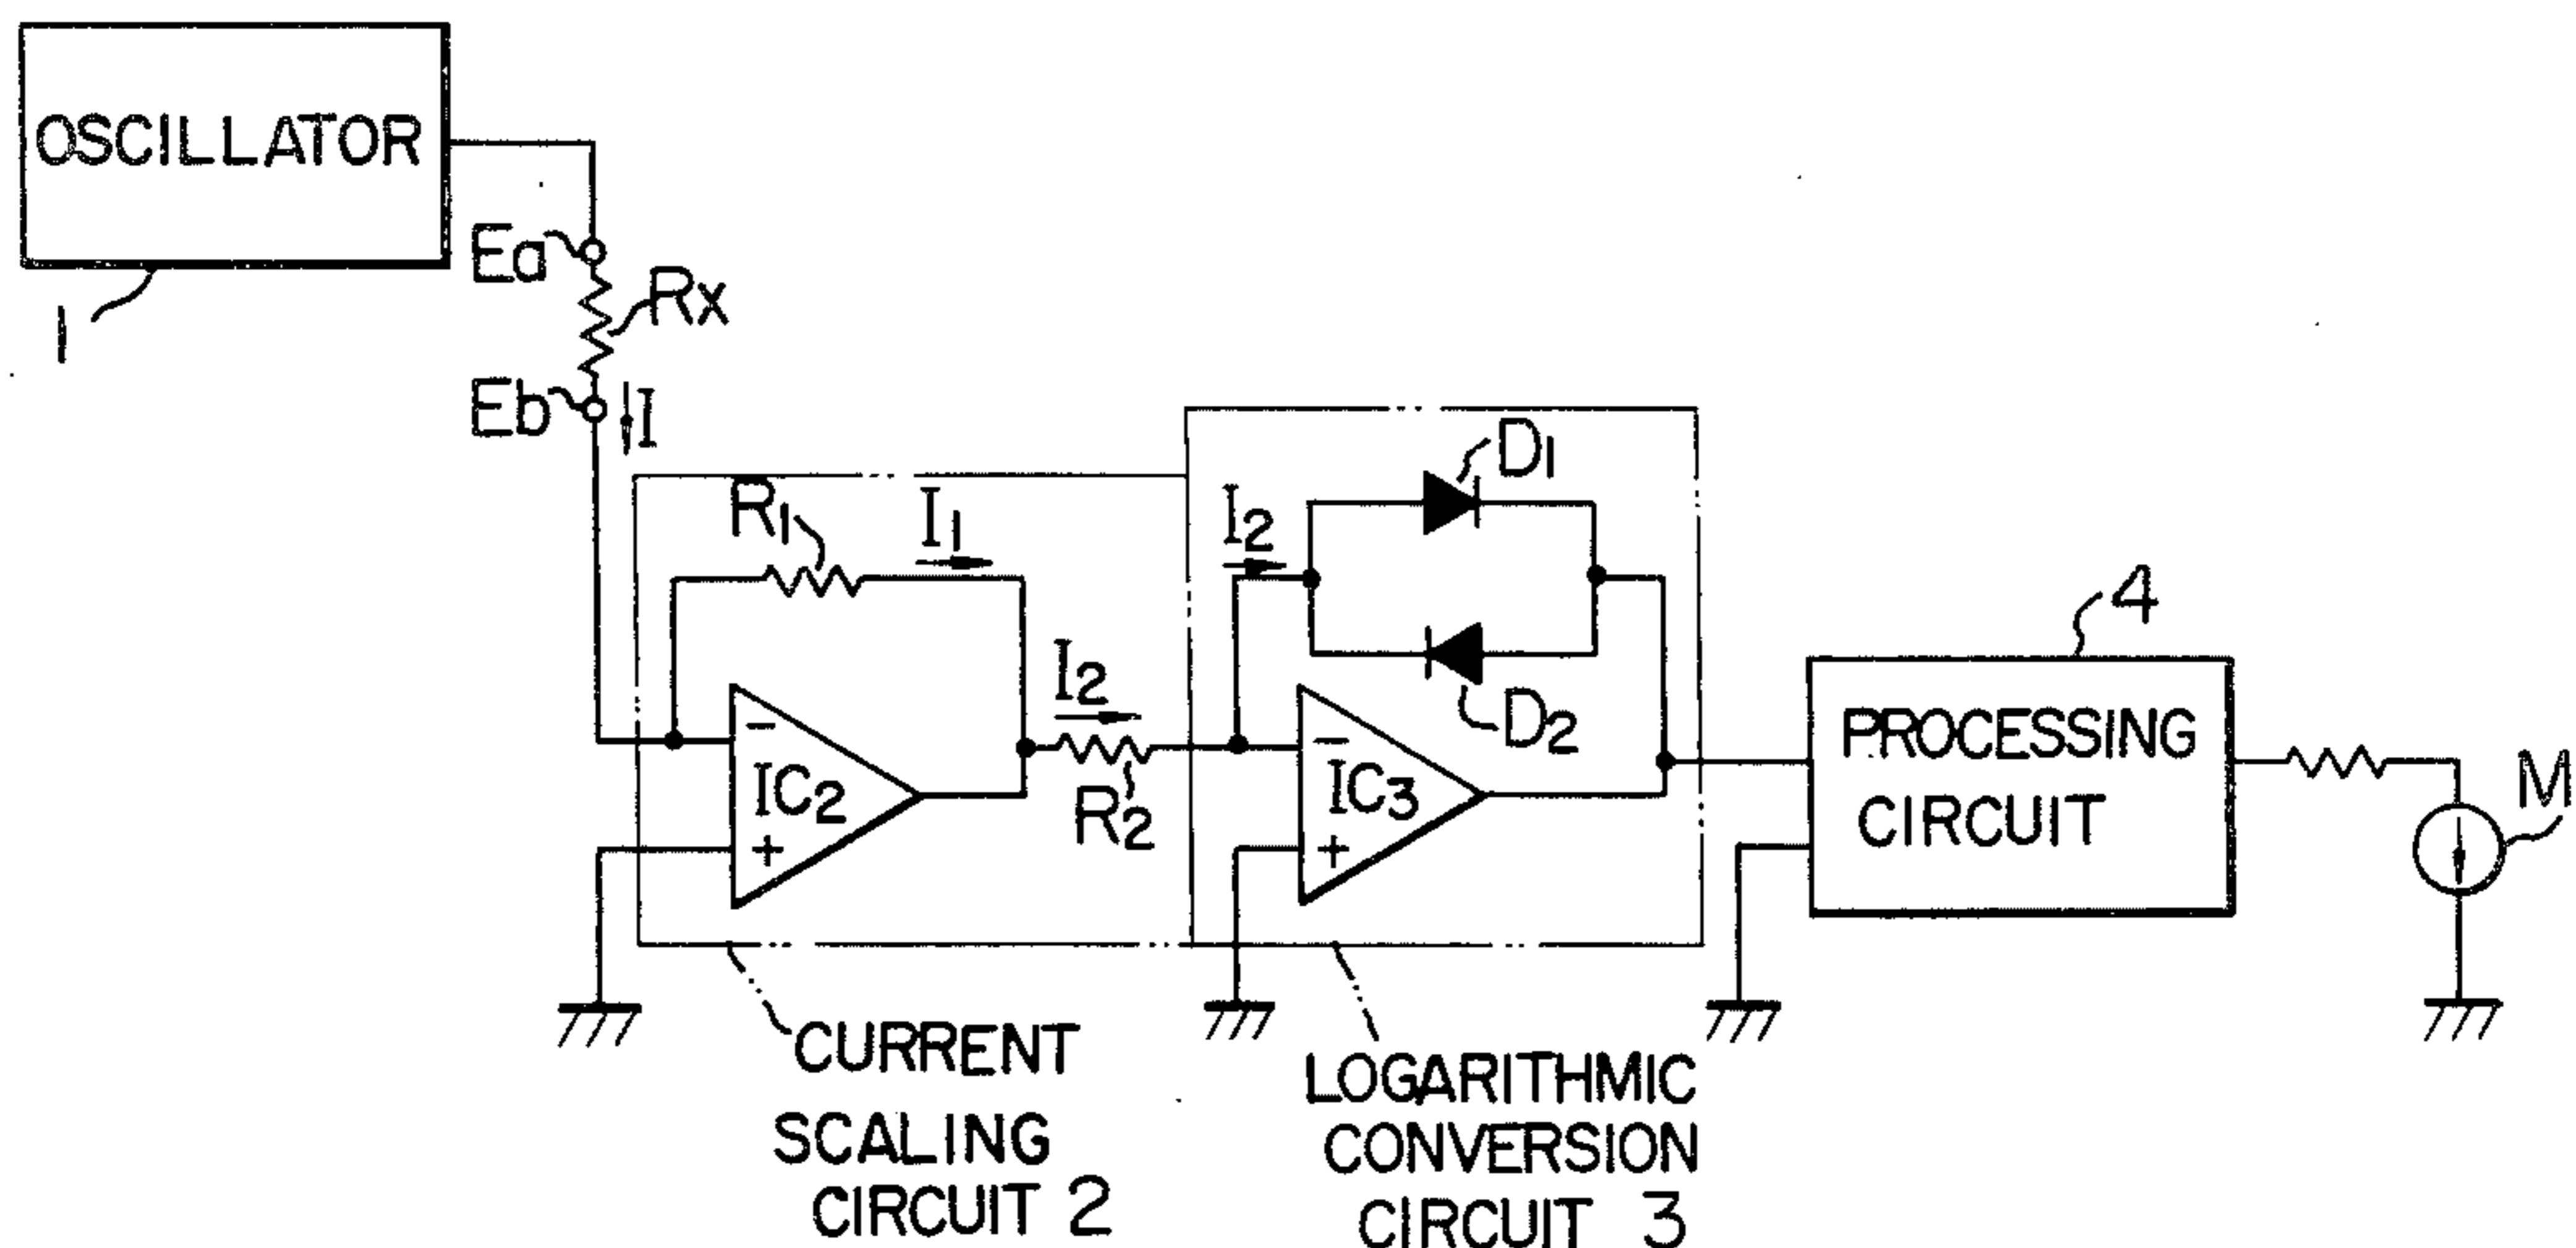 OSCILLATOR
1
Ea
Rx
Eb
I
R1
I1
I2
IC2
-
+
R2
I2
D1
D2
IC3
-
+
4
PROCESSING
CIRCUIT
M
CURRENT
SCALING
CIRCUIT 2
LOGARITHMIC
CONVERSION
CIRCUIT 3